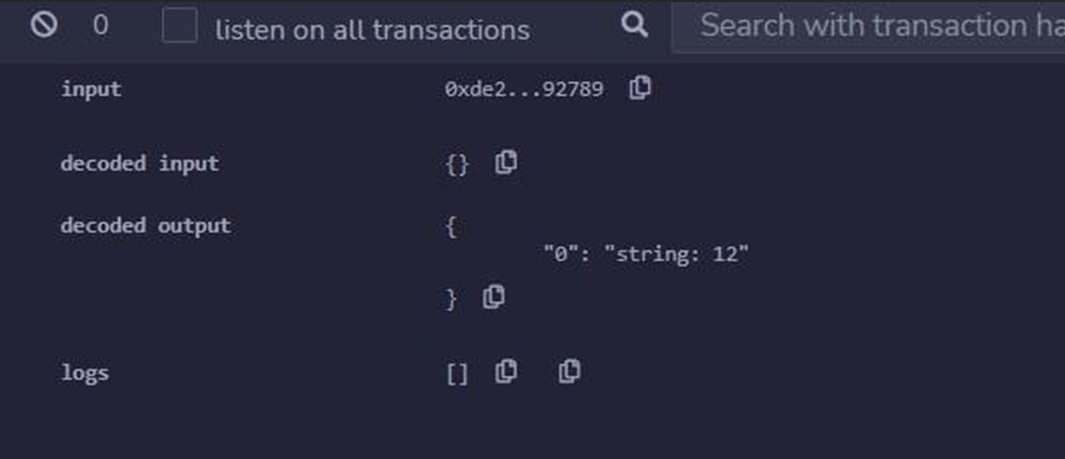 0 listen on all transactions Search with transaction ha
input 0xde2...92789
decoded input {}
decoded output {
"0": "string: 12"
}
logs []